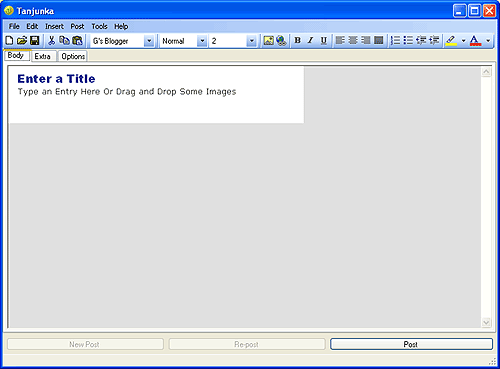 Tanjunka
File Edit Insert Post Tools Help
G's Blogger Normal 2 B I U A
Body Extra Options
Enter a Title
Type an Entry Here Or Drag and Drop Some Images
New Post Re-post Post